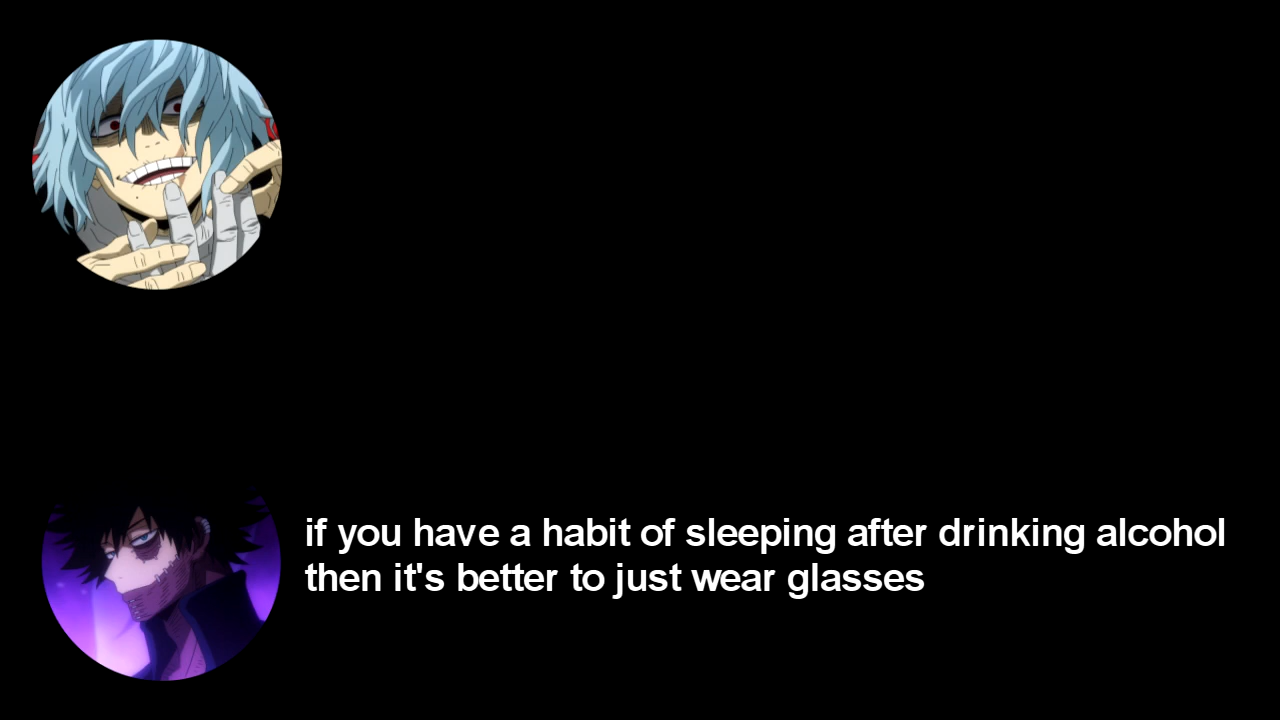 if you have a habit of sleeping after drinking alcohol
then it's better to just wear glasses